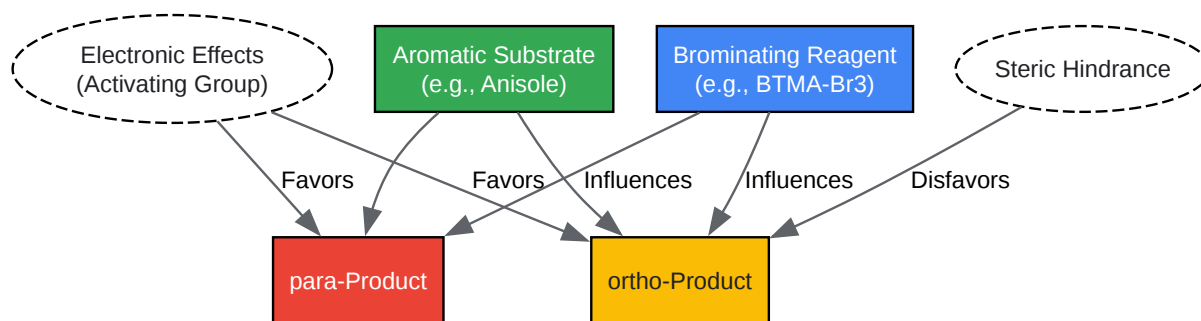 Electronic Effects
(Activating Group)
Aromatic Substrate
(e.g., Anisole)
Brominating Reagent
(e.g., BTMA-Br3)
Steric Hindrance
Favors
Favors
Influences
Influences
Disfavors
para-Product
ortho-Product